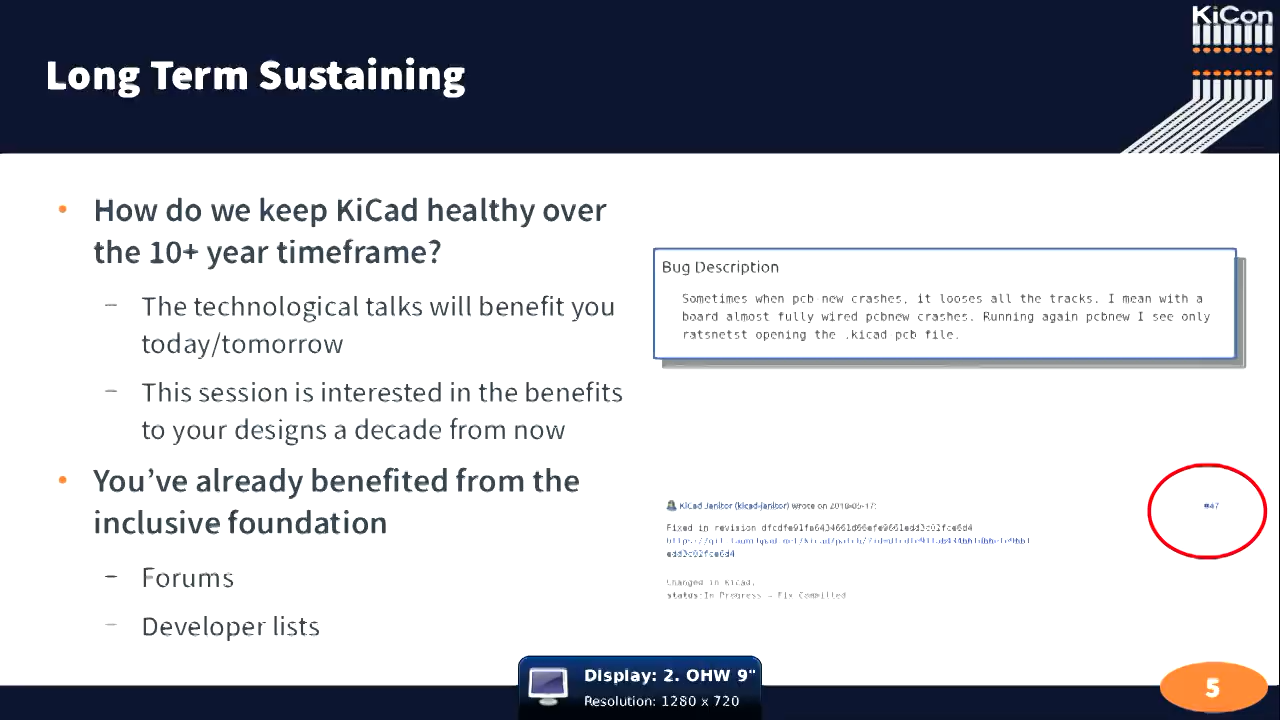 KiCon
Long Term Sustaining
• How do we keep KiCad healthy over
the 10+ year timeframe?
– The technological talks will benefit you
today/tomorrow
– This session is interested in the benefits
to your designs a decade from now
• You’ve already benefited from the
inclusive foundation
– Forums
– Developer lists
Bug Description
Sometimes when pcb new crashes, it looses all the tracks. I mean with a
board almost fully wired pcbnew crashes. Running again pcbnew I see only
ratsnetst opening the .kicad pcb file.
KiCad Janitor (kicad-janitor) wrote on 2018-05-17:
#47
Fixed in revision
Changed in kicad:
status: In Progress → Fix Committed
Display: 2. OHW 9"
Resolution: 1280 x 720
5